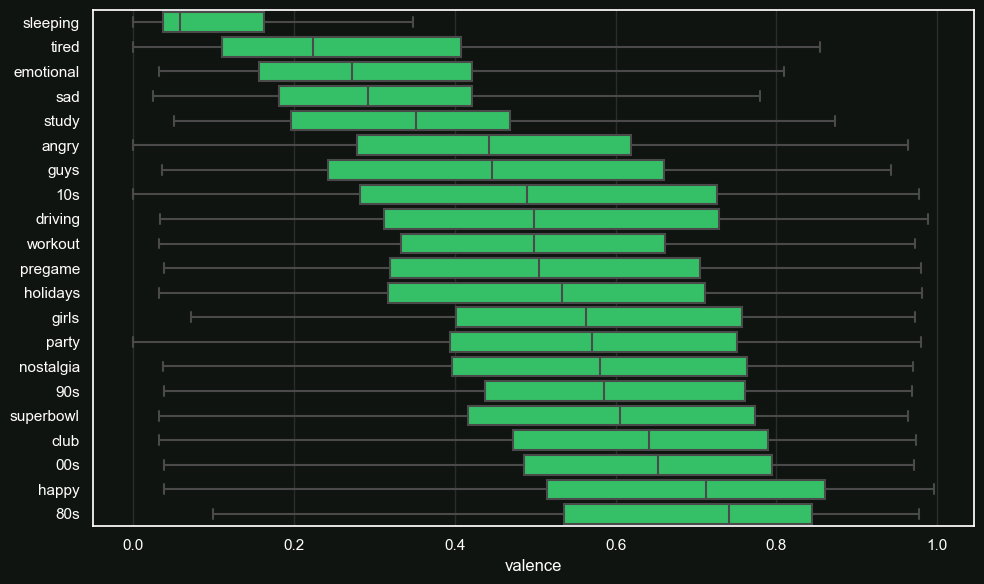 sleeping
tired
emotional
sad
study
angry
guys
10s
driving
workout
pregame
holidays
girls
party
nostalgia
90s
superbowl
club
00s
happy
80s
0.0 0.2 0.4 0.6 0.8 1.0
valence